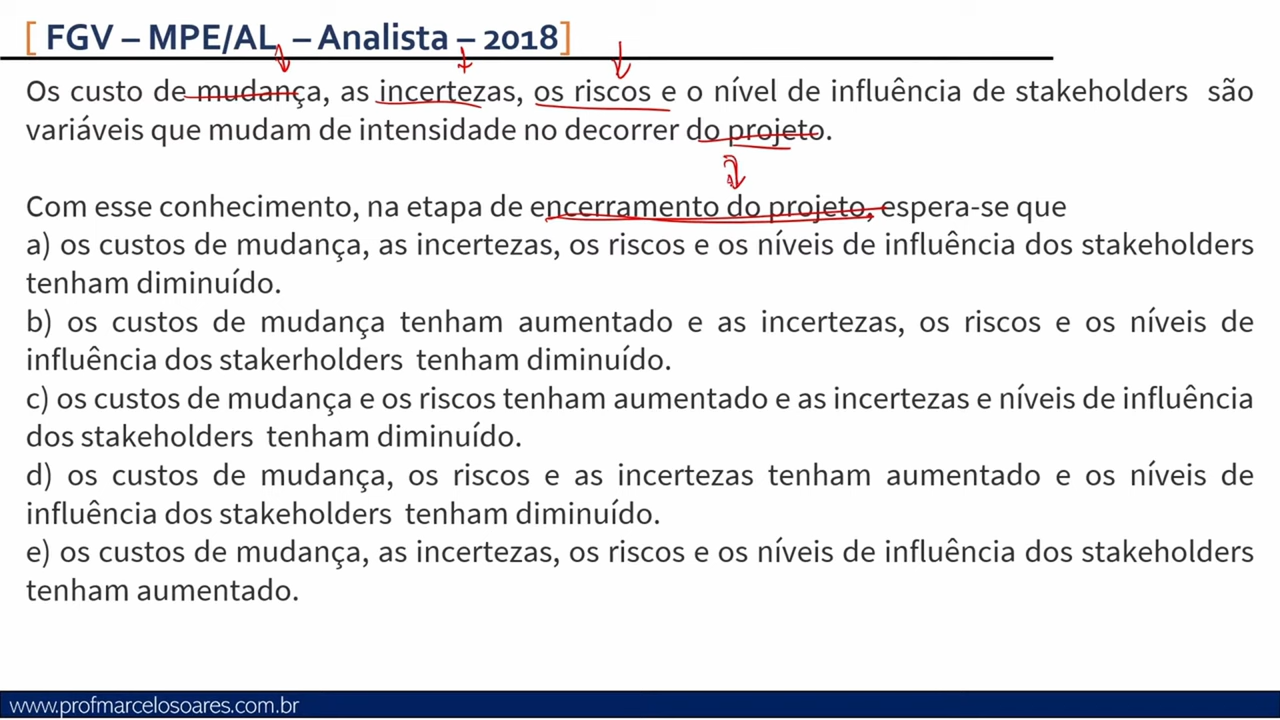 [ FGV – MPE/AL – Analista – 2018]
Os custo de mudança, as incertezas, os riscos e o nível de influência de stakeholders são
variáveis que mudam de intensidade no decorrer do projeto.
Com esse conhecimento, na etapa de encerramento do projeto, espera-se que
a) os custos de mudança, as incertezas, os riscos e os níveis de influência dos stakeholders
tenham diminuído.
b) os custos de mudança tenham aumentado e as incertezas, os riscos e os níveis de
influência dos stakerholders tenham diminuído.
c) os custos de mudança e os riscos tenham aumentado e as incertezas e níveis de influência
dos stakeholders tenham diminuído.
d) os custos de mudança, os riscos e as incertezas tenham aumentado e os níveis de
influência dos stakeholders tenham diminuído.
e) os custos de mudança, as incertezas, os riscos e os níveis de influência dos stakeholders
tenham aumentado.
www.profmarcelosoares.com.br